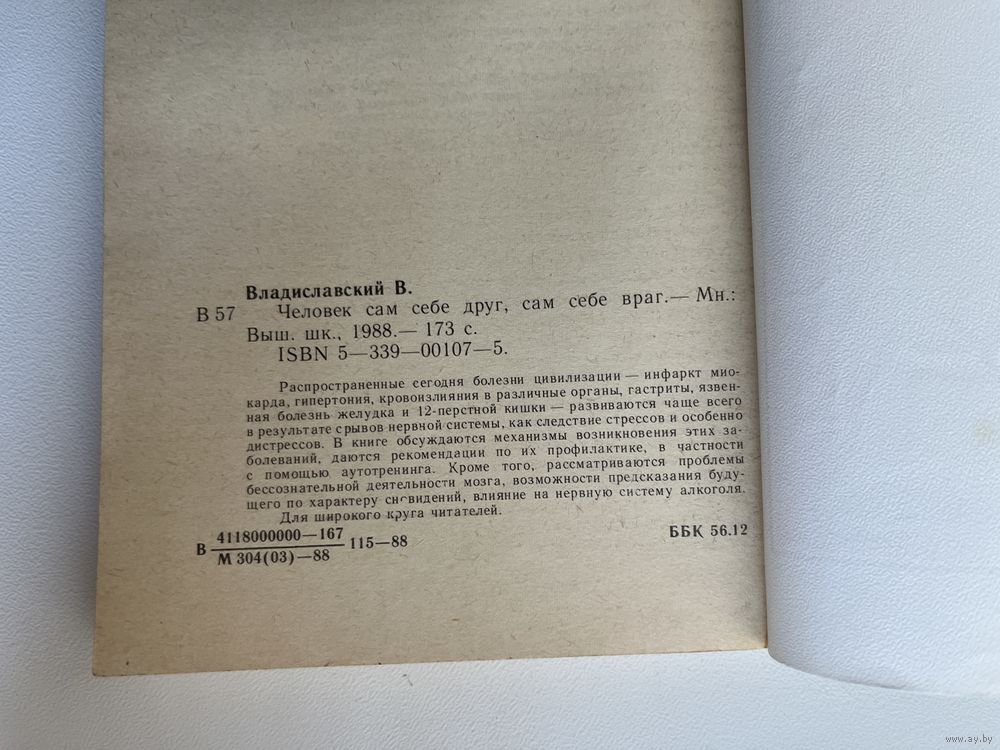 Владиславский В.
В 57 Человек сам себе друг, сам себе враг.— Мн.:
Выш. шк., 1988.— 173 с.
ISBN 5—339—00107—5.
Распространенные сегодня болезни цивилизации — инфаркт мио-
карда, гипертония, кровоизлияния в различные органы, гастриты, язвен-
ная болезнь желудка и 12-перстной кишки — развиваются чаще всего
в результате срывов нервной системы, как следствие стрессов и особенно
дистрессов. В книге обсуждаются механизмы возникновения этих за-
болеваний, даются рекомендации по их профилактике, в частности
с помощью аутотренинга. Кроме того, рассматриваются проблемы
бессознательной деятельности мозга, возможности предсказания буду-
щего по характеру сновидений, влияние на нервную систему алкоголя.
Для широкого круга читателей.
В 4118000000—167
М 304(03)—88
115—88
ББК 56.12
www.ay.by